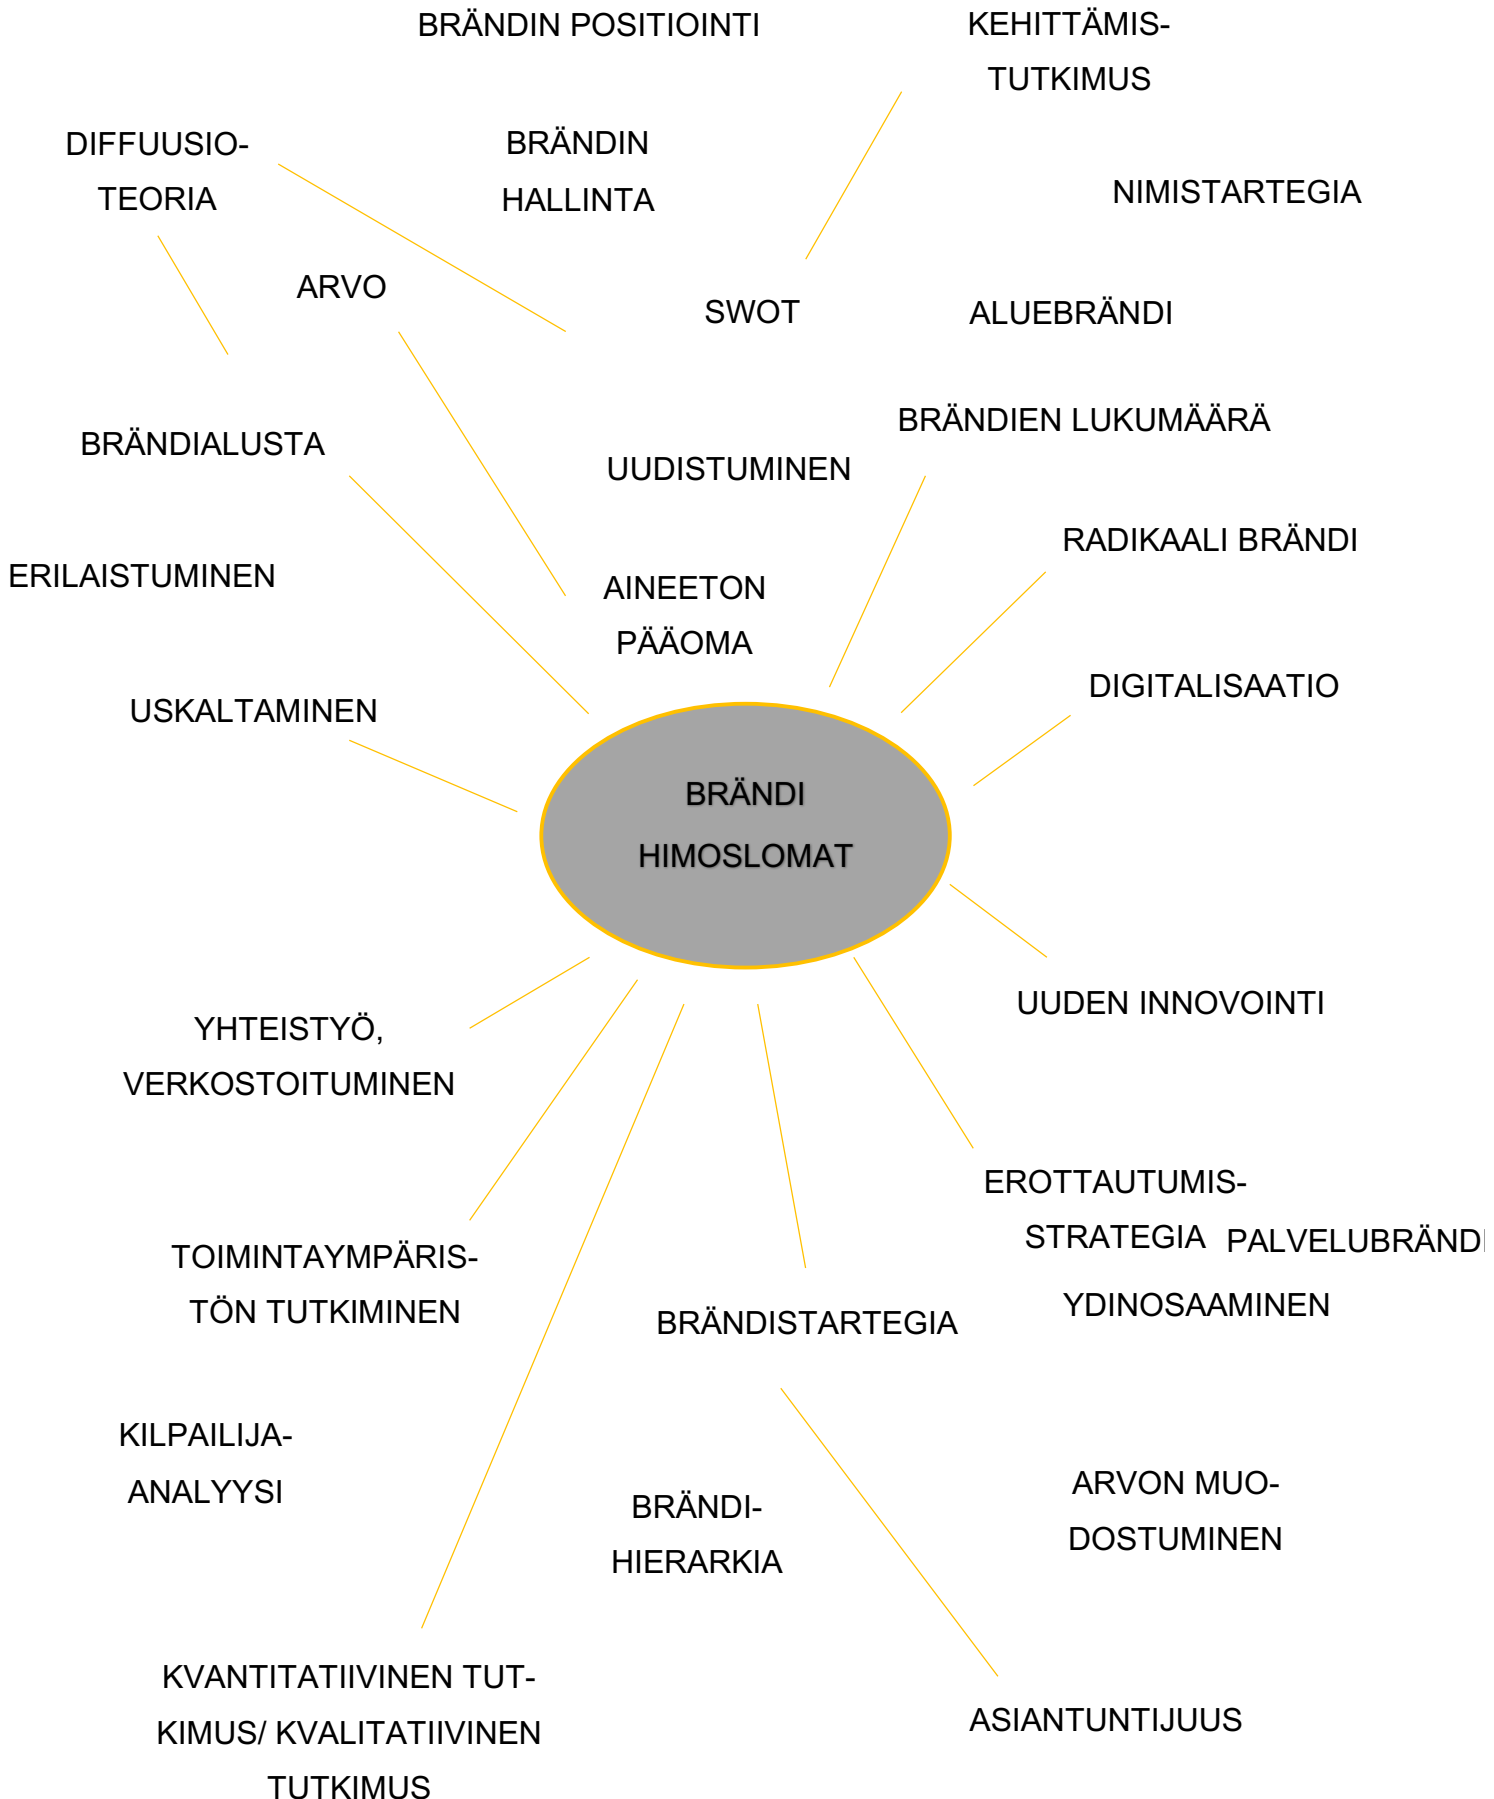 BRÄNDIN POSITIOINTI
KEHITTÄMIS-
TUTKIMUS
DIFFUUSIO-
TEORIA
BRÄNDIN
HALLINTA
NIMISTARTEGIA
ARVO
SWOT
ALUEBRÄNDI
BRÄNDIEN LUKUMÄÄRÄ
BRÄNDIALUSTA
UUDISTUMINEN
RADIKAALI BRÄNDI
ERILAISTUMINEN
AINEETON
PÄÄOMA
DIGITALISAATIO
USKALTAMINEN
BRÄNDI
HIMOSLOMAT
UUDEN INNOVOINTI
YHTEISTYÖ,
VERKOSTOITUMINEN
EROTTAUTUMIS-
STRATEGIA
PALVELUBRÄNDI
YDINOSAAMINEN
TOIMINTAYMPÄRIS-
TÖN TUTKIMINEN
BRÄNDISTARTEGIA
KILPAILIJA-
ANALYYSI
BRÄNDI-
HIERARKIA
ARVON MUO-
DOSTUMINEN
KVANTITATIIVINEN TUT-
KIMUS/ KVALITATIIVINEN
TUTKIMUS
ASIANTUNTIJUUS